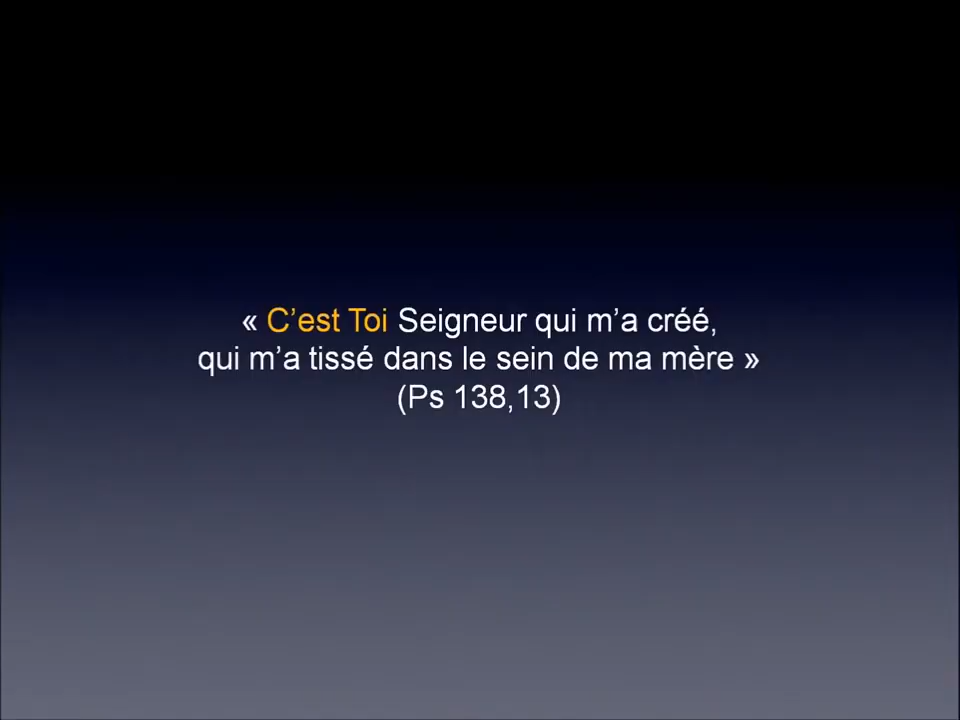 « C’est Toi Seigneur qui m’a créé,
qui m’a tissé dans le sein de ma mère »
(Ps 138,13)